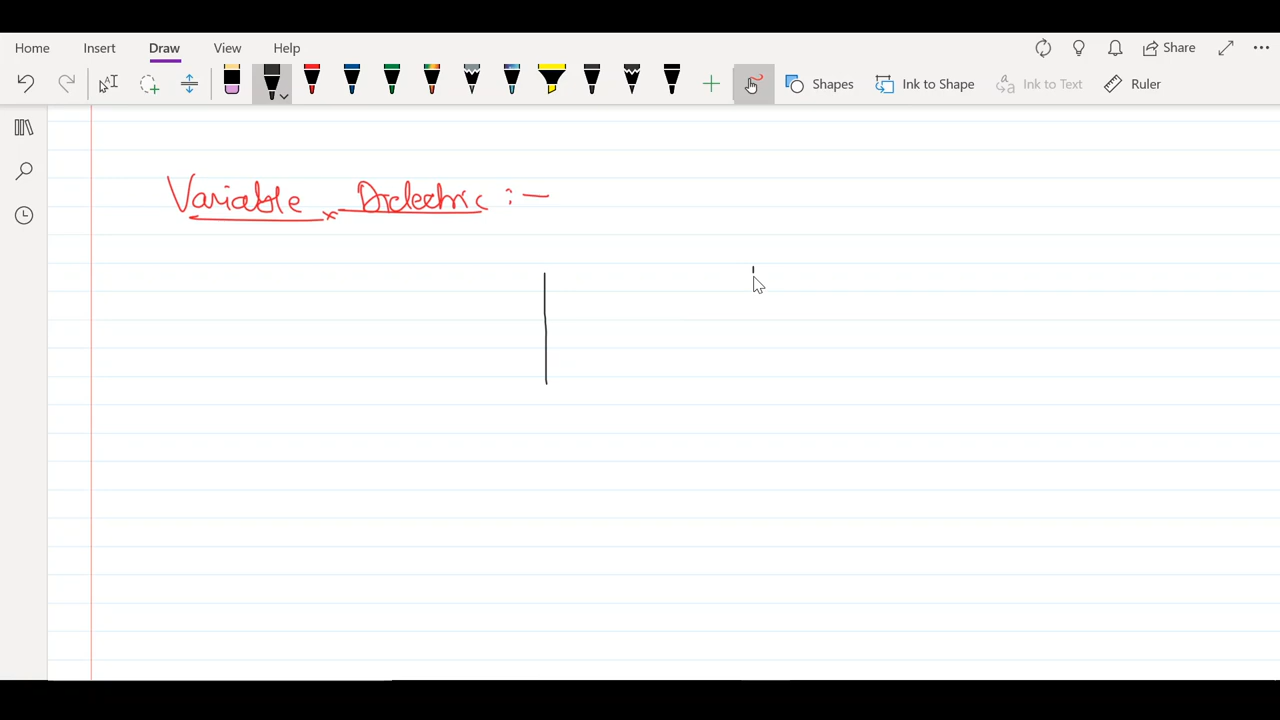 Home Insert Draw View Help Share
Shapes Ink to Shape Ink to Text Ruler
Variable Dielectric :-